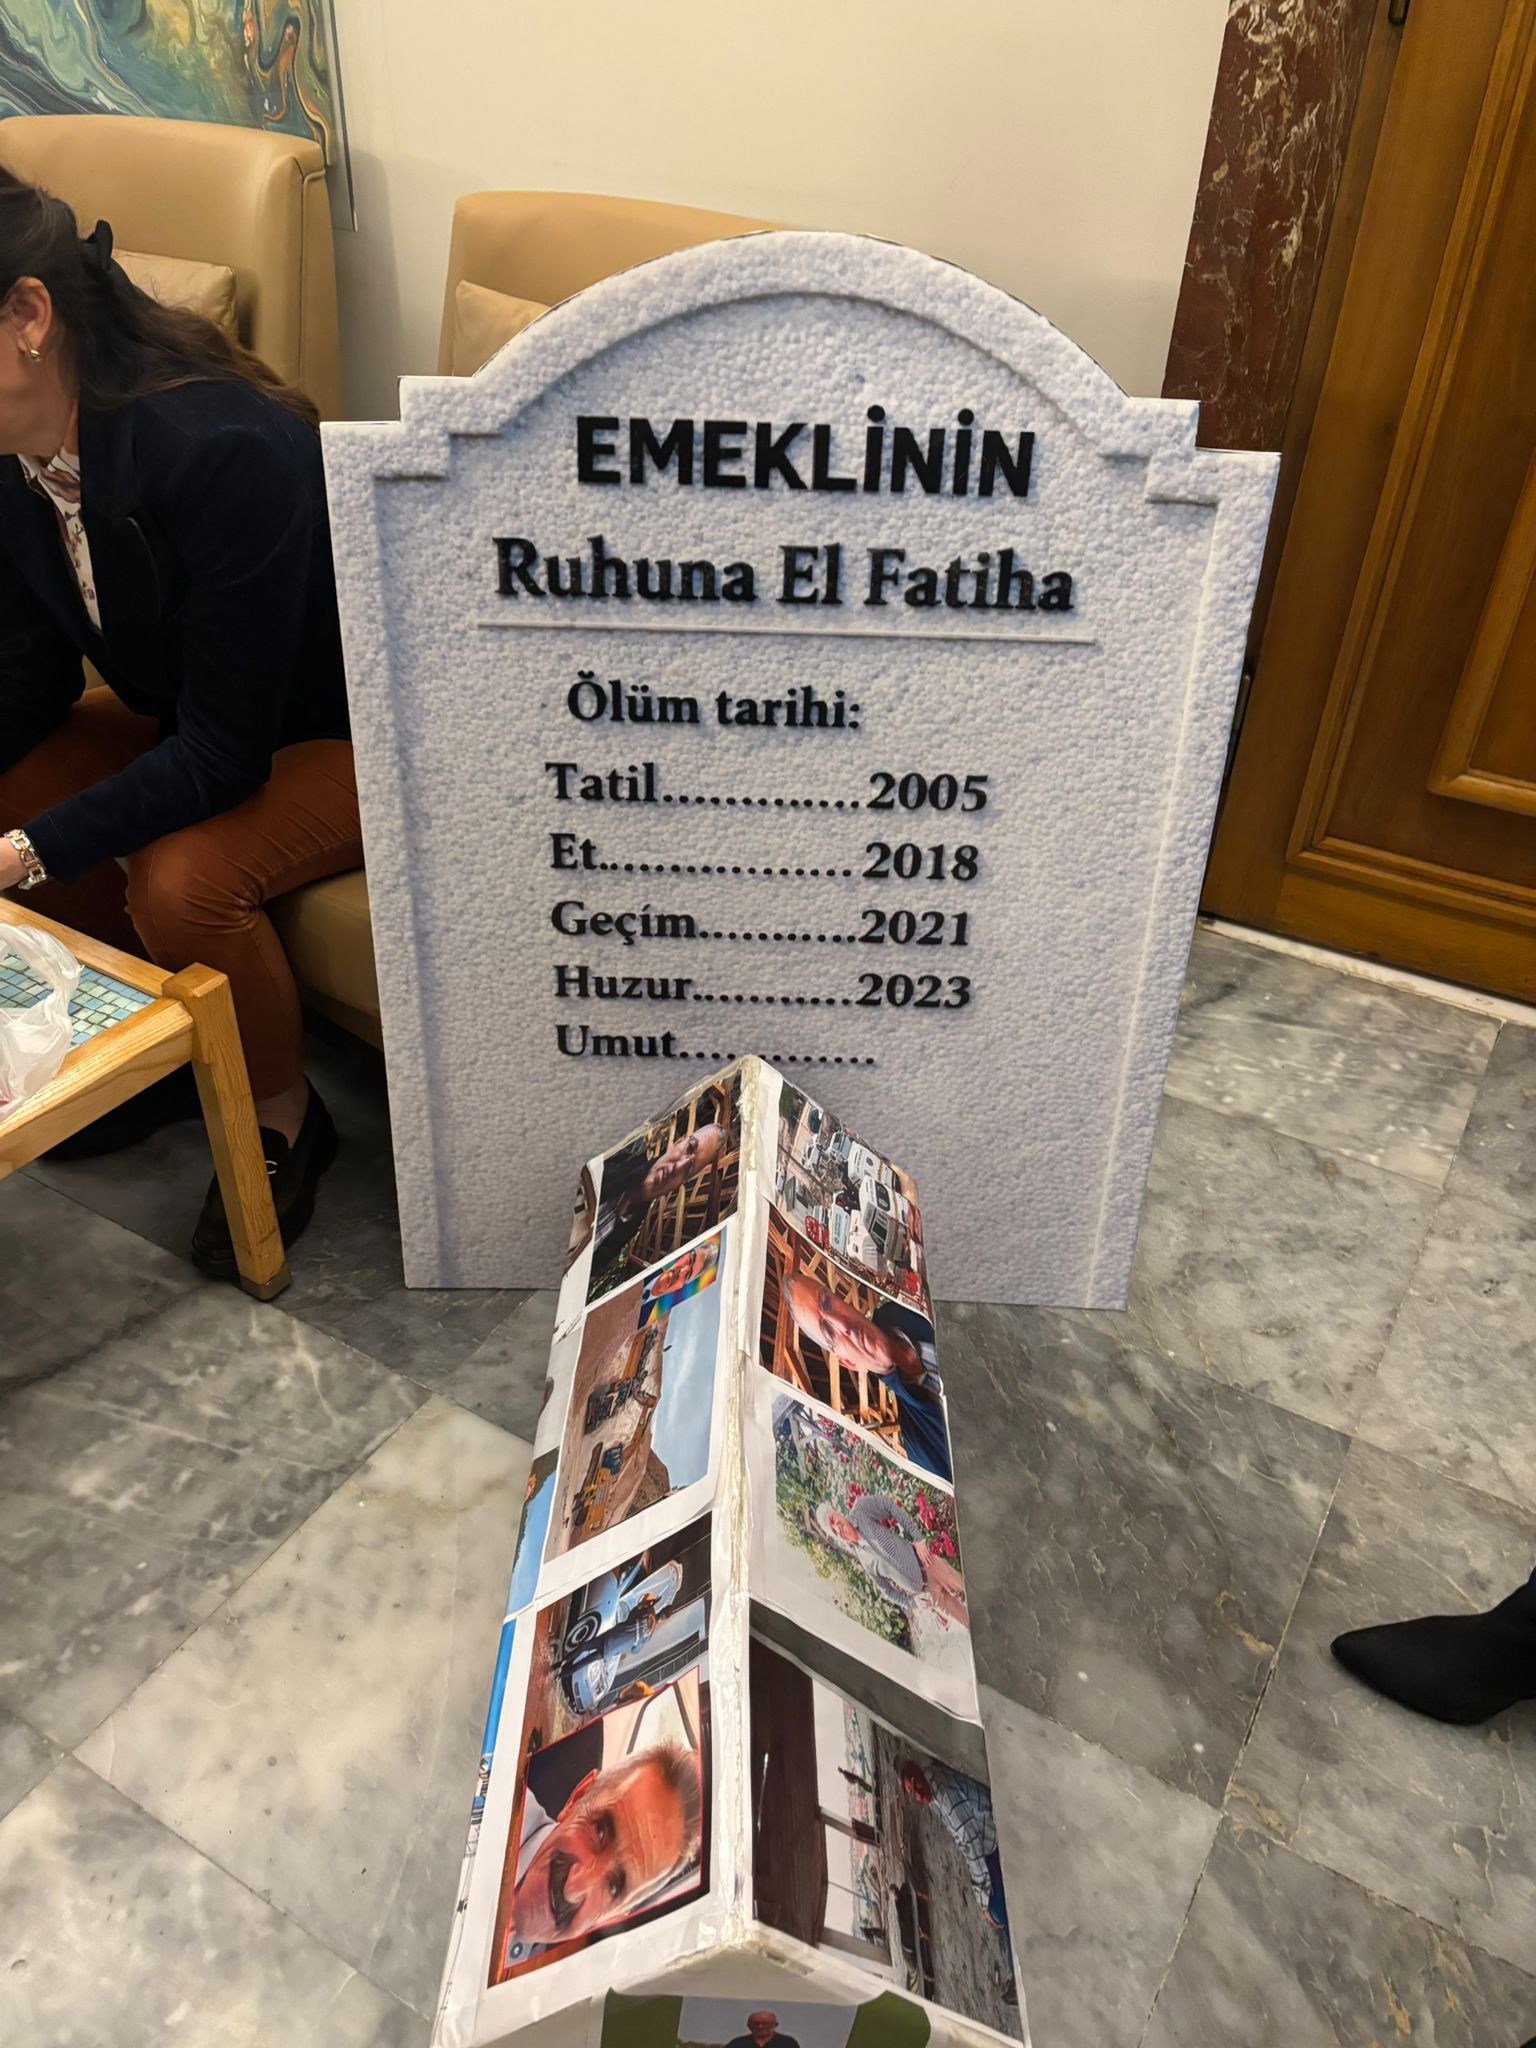 EMEKLİNİN
Ruhuna El Fatiha
Ölüm tarihi:
Tatil.............2005
Et.................2018
Geçim...........2021
Huzur...........2023
Umut.............